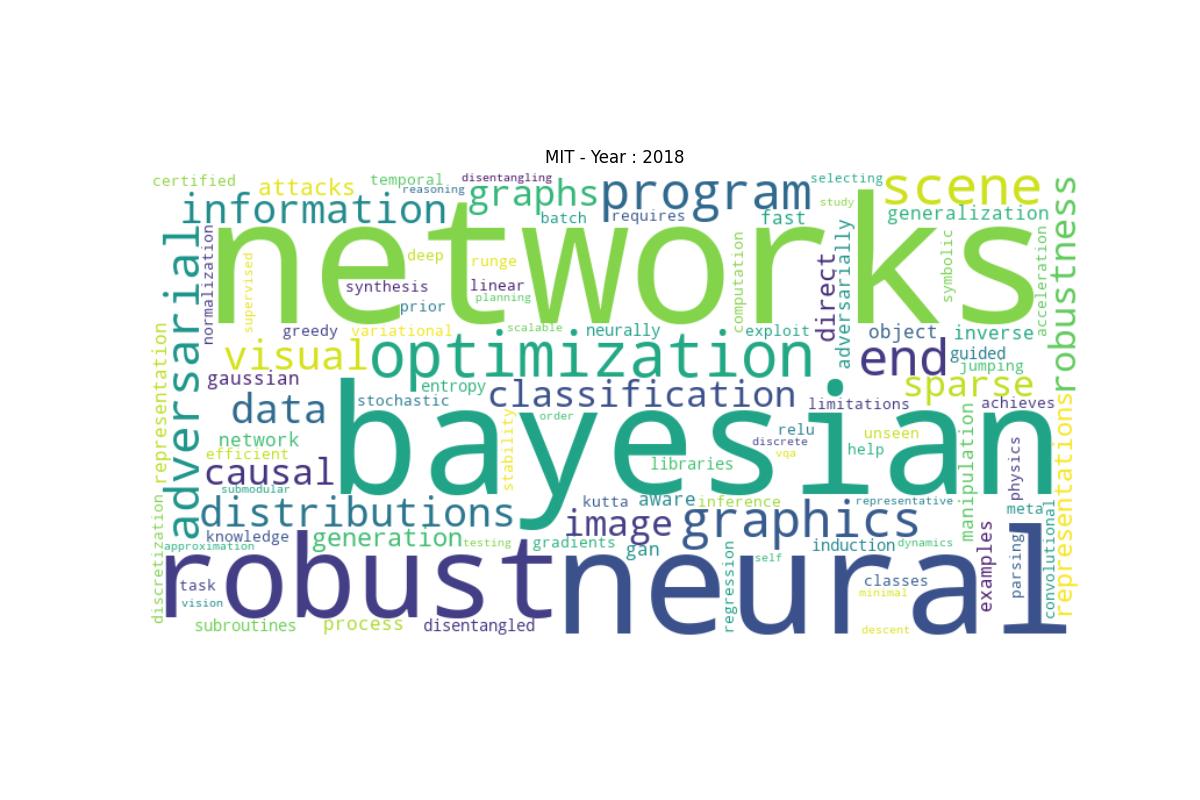 MIT - Year : 2018
certified
attacks
temporal
reasoning
disentangling
graphs
program
selecting
scene
study
information
batch
requires
fast
generalization
networks
adversarial
normalization
supervised
deep
runge
synthesis
linear
planning
prior
computation
direct
adversarially
symbolic
acceleration
robustness
greedy
variational
scalable
neurally
exploit
object
inverse
visual
optimization
end
guided
jumping
gaussian
entropy
classification
sparse
data
stochastic
bayesian
limitations
achieves
order
network
efficient
stability
relu
discrete
vqa
unseen
help
causal
libraries
manipulation
physics
representation
discretization
submodular
distributions
kutta
aware
inference
representative
meta
knowledge
image
graphics
generation
testing
approximation
gradients
gan
induction
dynamics
robust
neural
regression
self
examples
parsing
convolutional
representations
task
classes
vision
minimal
subroutines
process
disentangled
descent